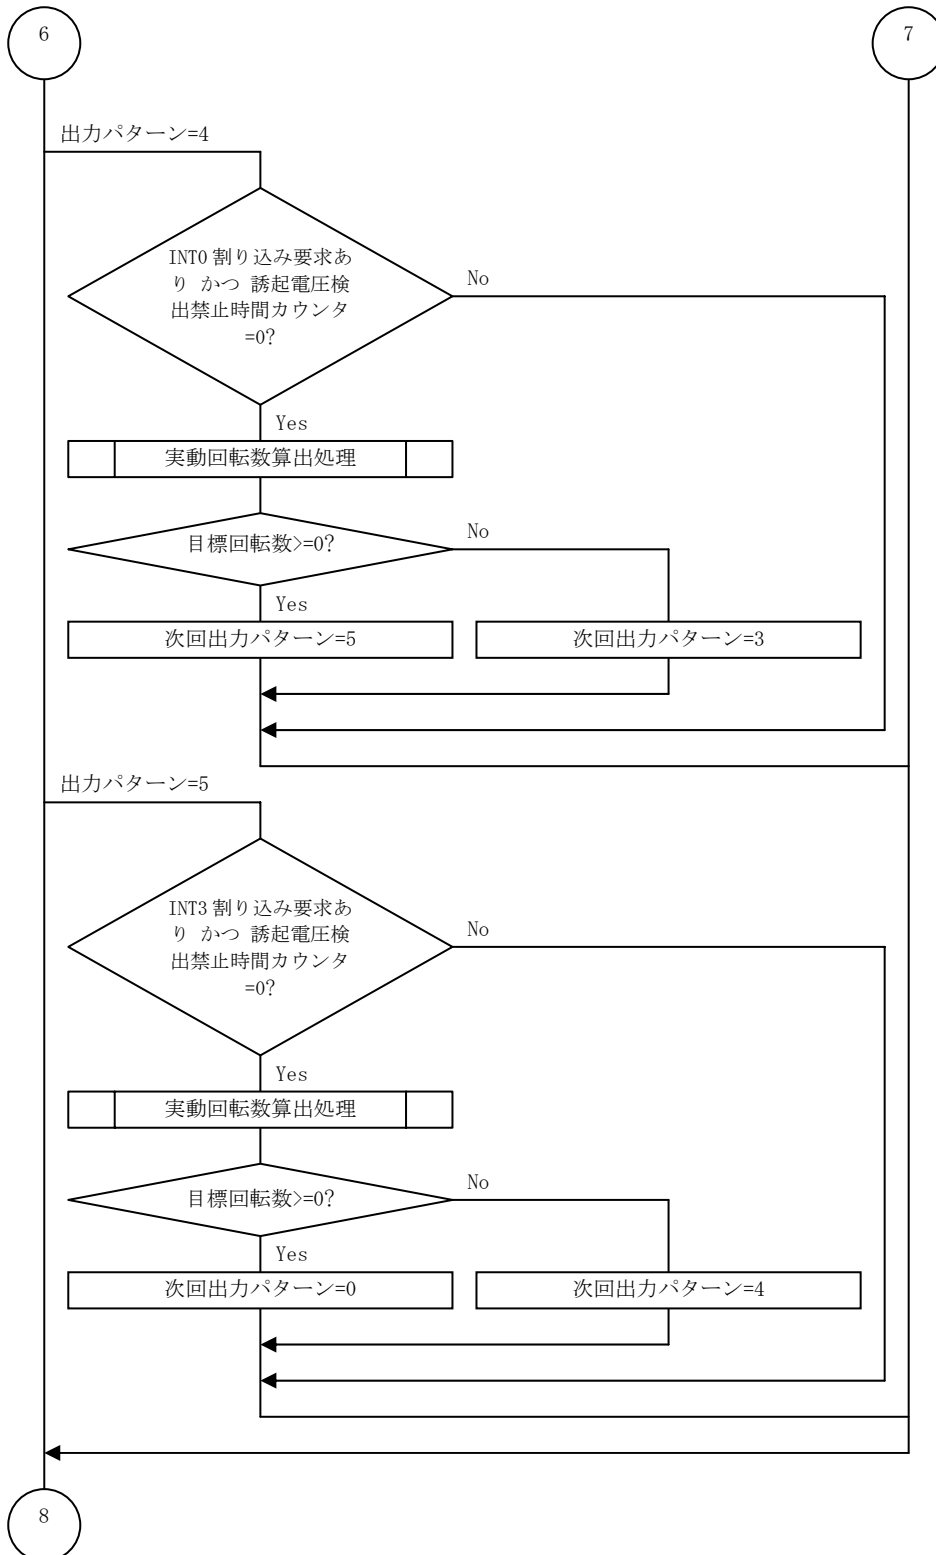 6
7
出力パターン=4
INT0 割り込み要求あ
り かつ 誘起電圧検
出禁止時間カウンタ
=0?
No
Yes
実動回転数算出処理
目標回転数>=0?
No
Yes
次回出力パターン=5
次回出力パターン=3
出力パターン=5
INT3 割り込み要求あ
り かつ 誘起電圧検
出禁止時間カウンタ
=0?
No
Yes
実動回転数算出処理
目標回転数>=0?
No
Yes
次回出力パターン=0
次回出力パターン=4
8